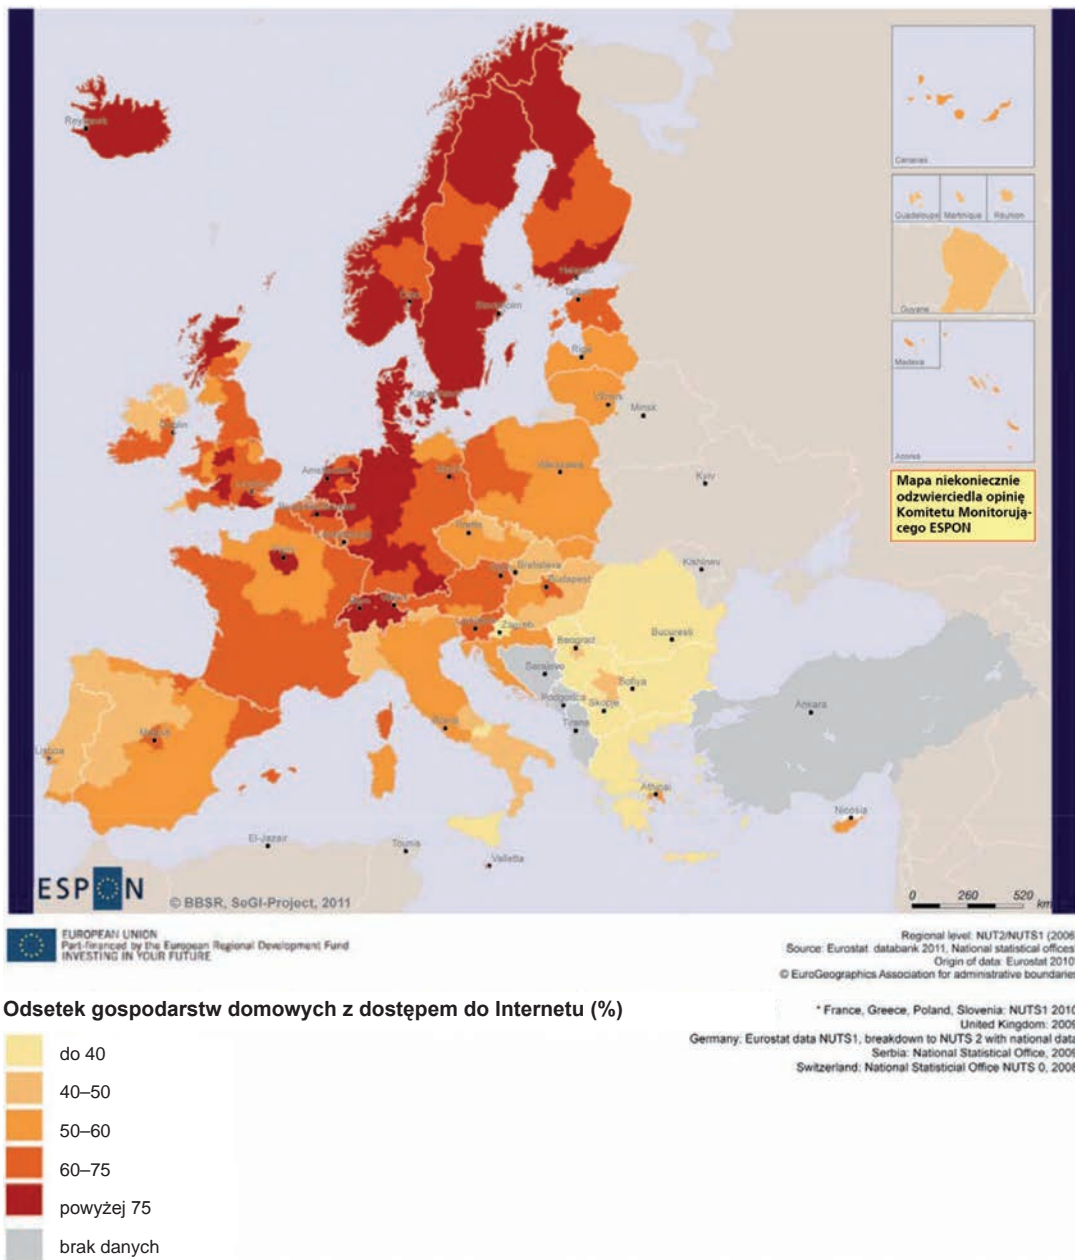 Reykjavik
Canarias
Guadeloupe Martinique Réunion
Guyane
Madeira
Acores
Helsinki
Tallinn
Oslo
Stockholm
Riga
Vilnius
Minsk
Dublin
London
Amsterdam
Warszawa
Kyiv
Mapa niekoniecznie
odzwierciedla opinię
Komitetu Monitorują-
cego ESPON
Praha
Paris
Bratislava
Budapest
Kishinev
Zagreb
Beograd
Bucuresti
Sarajevo
Sofiya
Podgorica
Skopje
Tirana
Ankara
Roma
Madrid
Lisboa
Athinai
Nicosia
El-Jazair
Tounis
Valletta
ESPON
© BBSR, SeGI-Project, 2011
0 260 520
km
EUROPEAN UNION
Part-financed by the European Regional Development Fund
INVESTING IN YOUR FUTURE
Regional level: NUT2/NUTS1 (2006
Source: Eurostat databank 2011, National statistical offices
Origin of data: Eurostat 2010
© EuroGeographics Association for administrative boundaries
Odsetek gospodarstw domowych z dostępem do Internetu (%)
* France, Greece, Poland, Slovenia: NUTS1 2010
United Kingdom: 2009
Germany: Eurostat data NUTS1, breakdown to NUTS 2 with national data
Serbia: National Statistical Office, 2009
Switzerland: National Statisticial Office NUTS 0, 2008
do 40
40–50
50–60
60–75
powyżej 75
brak danych